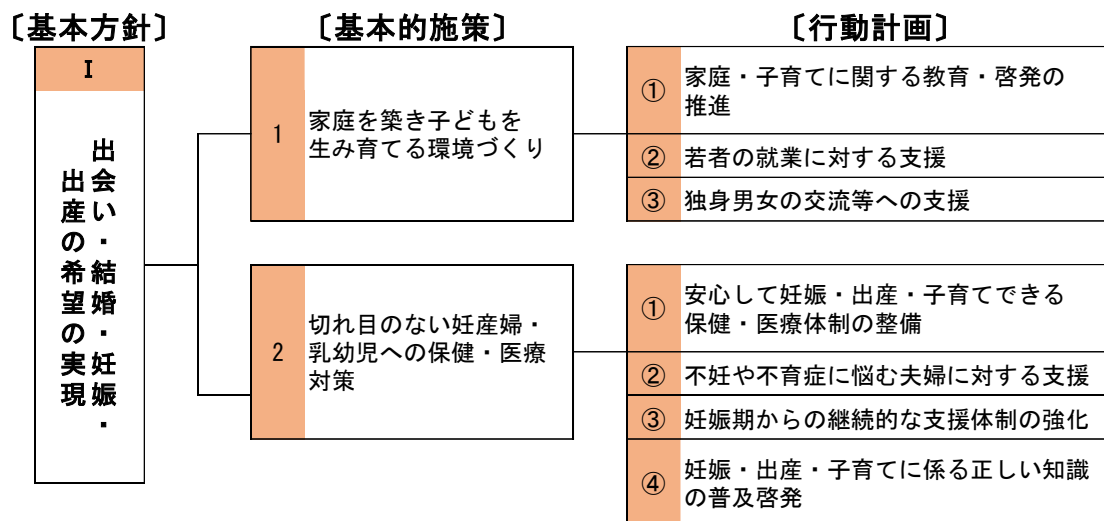 〔基本方針〕
〔基本的施策〕
〔行動計画〕
Ⅰ
出会い・結婚・妊娠・
出産の希望の実現
1
家庭を築き子どもを
生み育てる環境づくり
①
家庭・子育てに関する教育・啓発の
推進
②
若者の就業に対する支援
③
独身男女の交流等への支援
2
切れ目のない妊産婦・
乳幼児への保健・医療
対策
①
安心して妊娠・出産・子育てできる
保健・医療体制の整備
②
不妊や不育症に悩む夫婦に対する支援
③
妊娠期からの継続的な支援体制の強化
④
妊娠・出産・子育てに係る正しい知識
の普及啓発